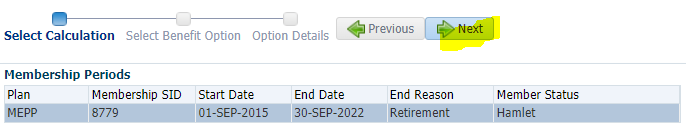 Select Calculation Select Benefit Option Option Details Previous Next
Membership Periods
Plan Membership SID Start Date End Date End Reason Member Status
MEPP 8779 01-SEP-2015 30-SEP-2022 Retirement Hamlet